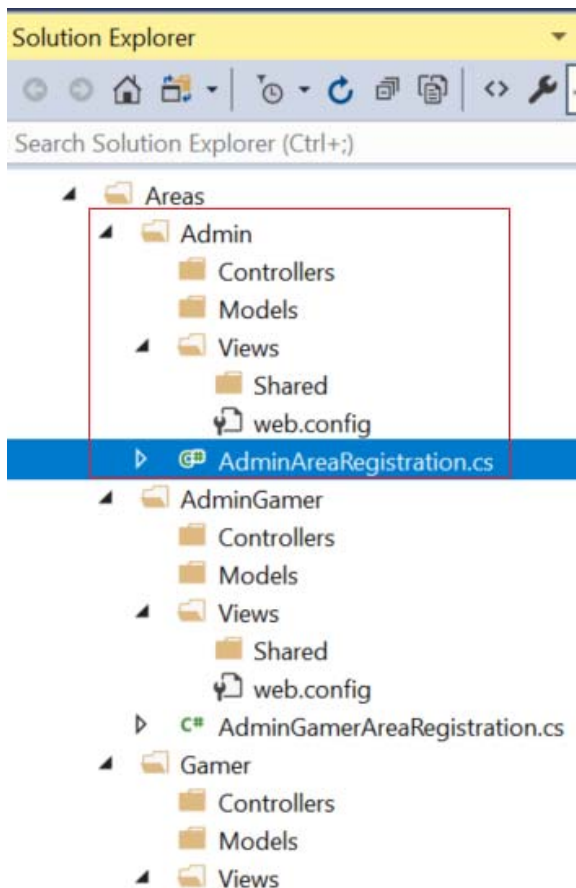 Solution Explorer
Search Solution Explorer (Ctrl+;)
Areas
Admin
Controllers
Models
Views
Shared
web.config
C# AdminAreaRegistration.cs
AdminGamer
Controllers
Models
Views
Shared
web.config
C# AdminGamerAreaRegistration.cs
Gamer
Controllers
Models
Views